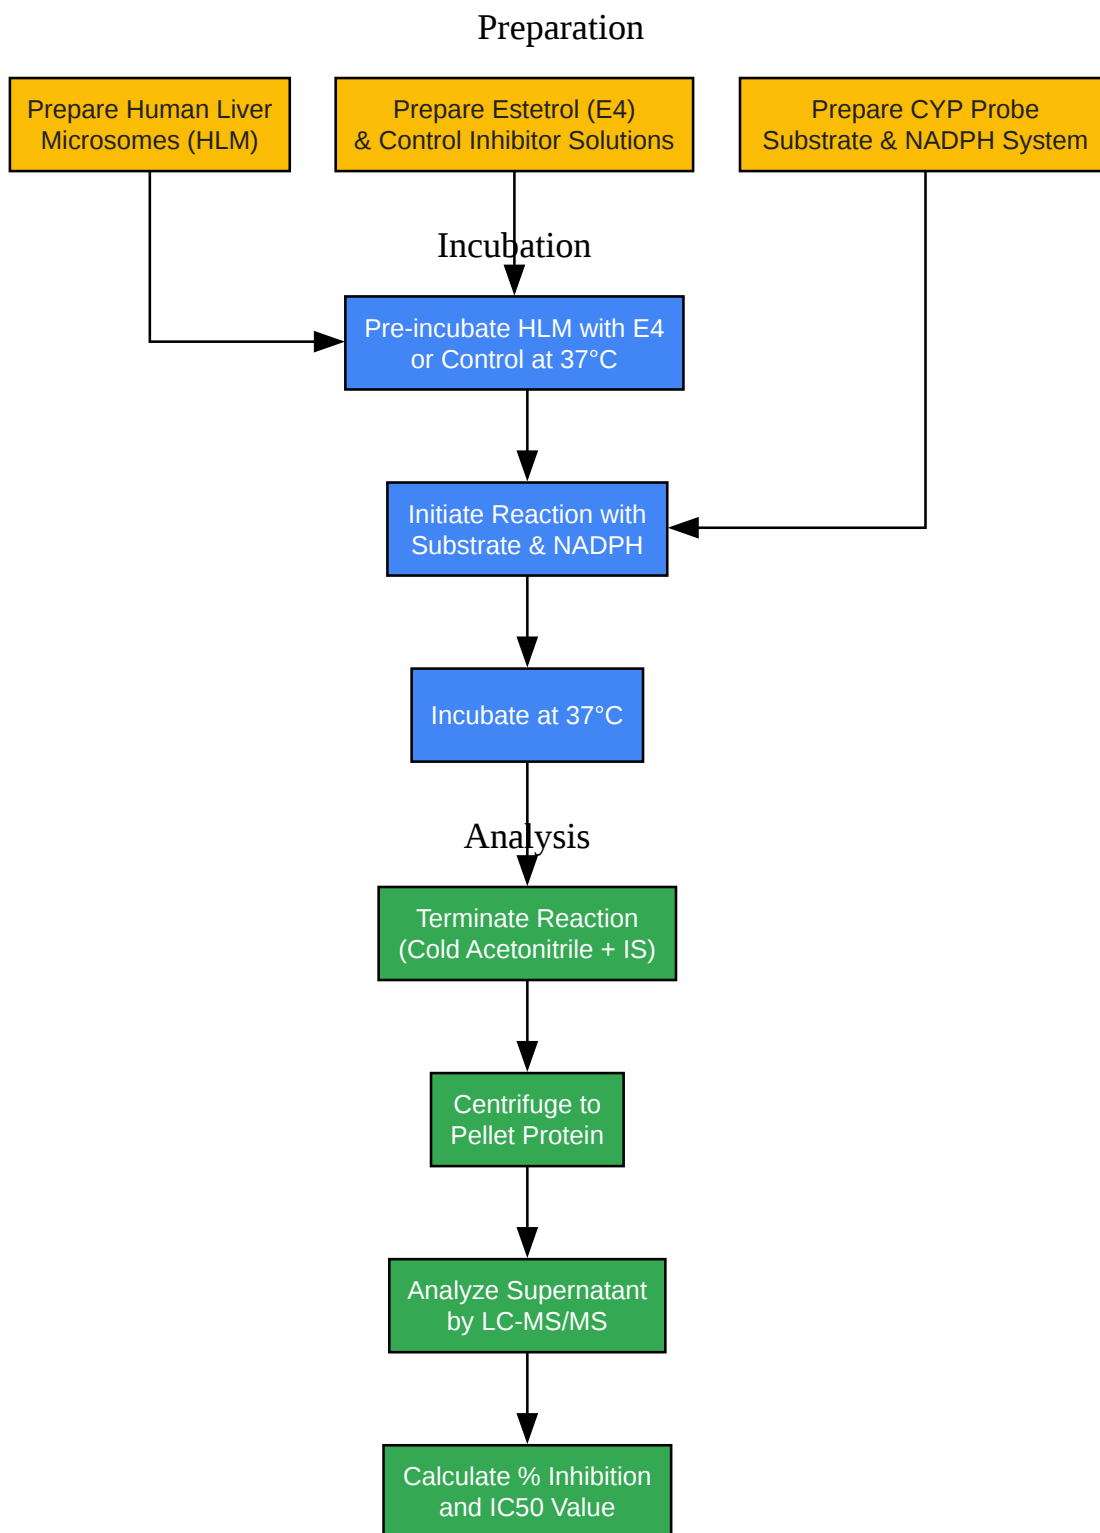 Preparation
Prepare Human Liver
Microsomes (HLM)
Prepare Estetrol (E4)
& Control Inhibitor Solutions
Prepare CYP Probe
Substrate & NADPH System
Incubation
Pre-incubate HLM with E4
or Control at 37°C
Initiate Reaction with
Substrate & NADPH
Incubate at 37°C
Analysis
Terminate Reaction
(Cold Acetonitrile + IS)
Centrifuge to
Pellet Protein
Analyze Supernatant
by LC-MS/MS
Calculate % Inhibition
and IC50 Value